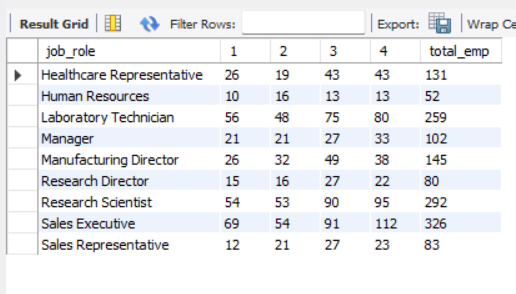 Result Grid Filter Rows: Export: Wrap Ce
job_role 1 2 3 4 total_emp
Healthcare Representative 26 19 43 43 131
Human Resources 10 16 13 13 52
Laboratory Technician 56 48 75 80 259
Manager 21 21 27 33 102
Manufacturing Director 26 32 49 38 145
Research Director 15 16 27 22 80
Research Scientist 54 53 90 95 292
Sales Executive 69 54 91 112 326
Sales Representative 12 21 27 23 83